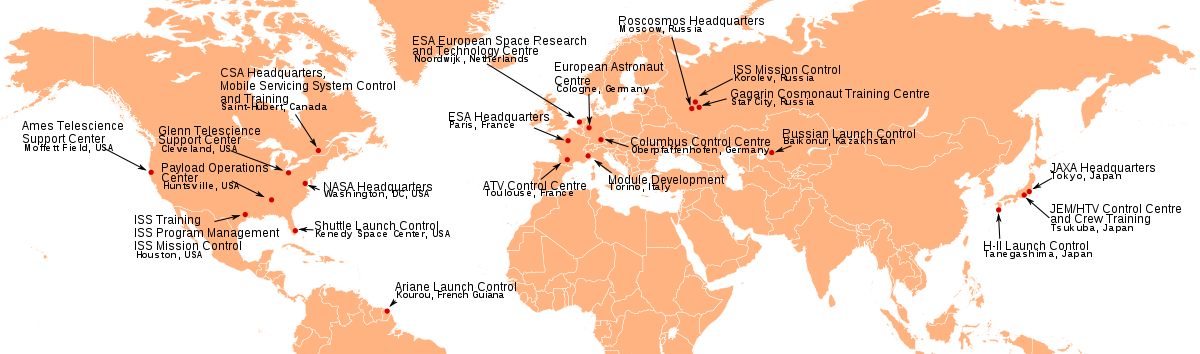 Roscosmos Headquarters
Moscow, Russia
ESA European Space Research
and Technology Centre
Noordwijk, Netherlands
European Astronaut
Centre
Cologne, Germany
ISS Mission Control
Korolev, Russia
Gagarin Cosmonaut Training Centre
Star City, Russia
CSA Headquarters,
Mobile Servicing System Control
and Training
Saint-Hubert, Canada
Ames Telescience
Support Center
Moffett Field, USA
Glenn Telescience
Support Center
Cleveland, USA
ESA Headquarters
Paris, France
Columbus Control Centre
Oberpfaffenhofen, Germany
Russian Launch Control
Baikonur, Kazakhstan
Payload Operations
Center
Huntsville, USA
NASA Headquarters
Washington, DC, USA
ATV Control Centre
Toulouse, France
Module Development
Torino, Italy
JAXA Headquarters
Tokyo, Japan
ISS Training
ISS Program Management
ISS Mission Control
Houston, USA
Shuttle Launch Control
Kenedy Space Center, USA
JEM/HTV Control Centre
and Crew Training
Tsukuba, Japan
H-II Launch Control
Tanegashima, Japan
Ariane Launch Control
Kourou, French Guiana